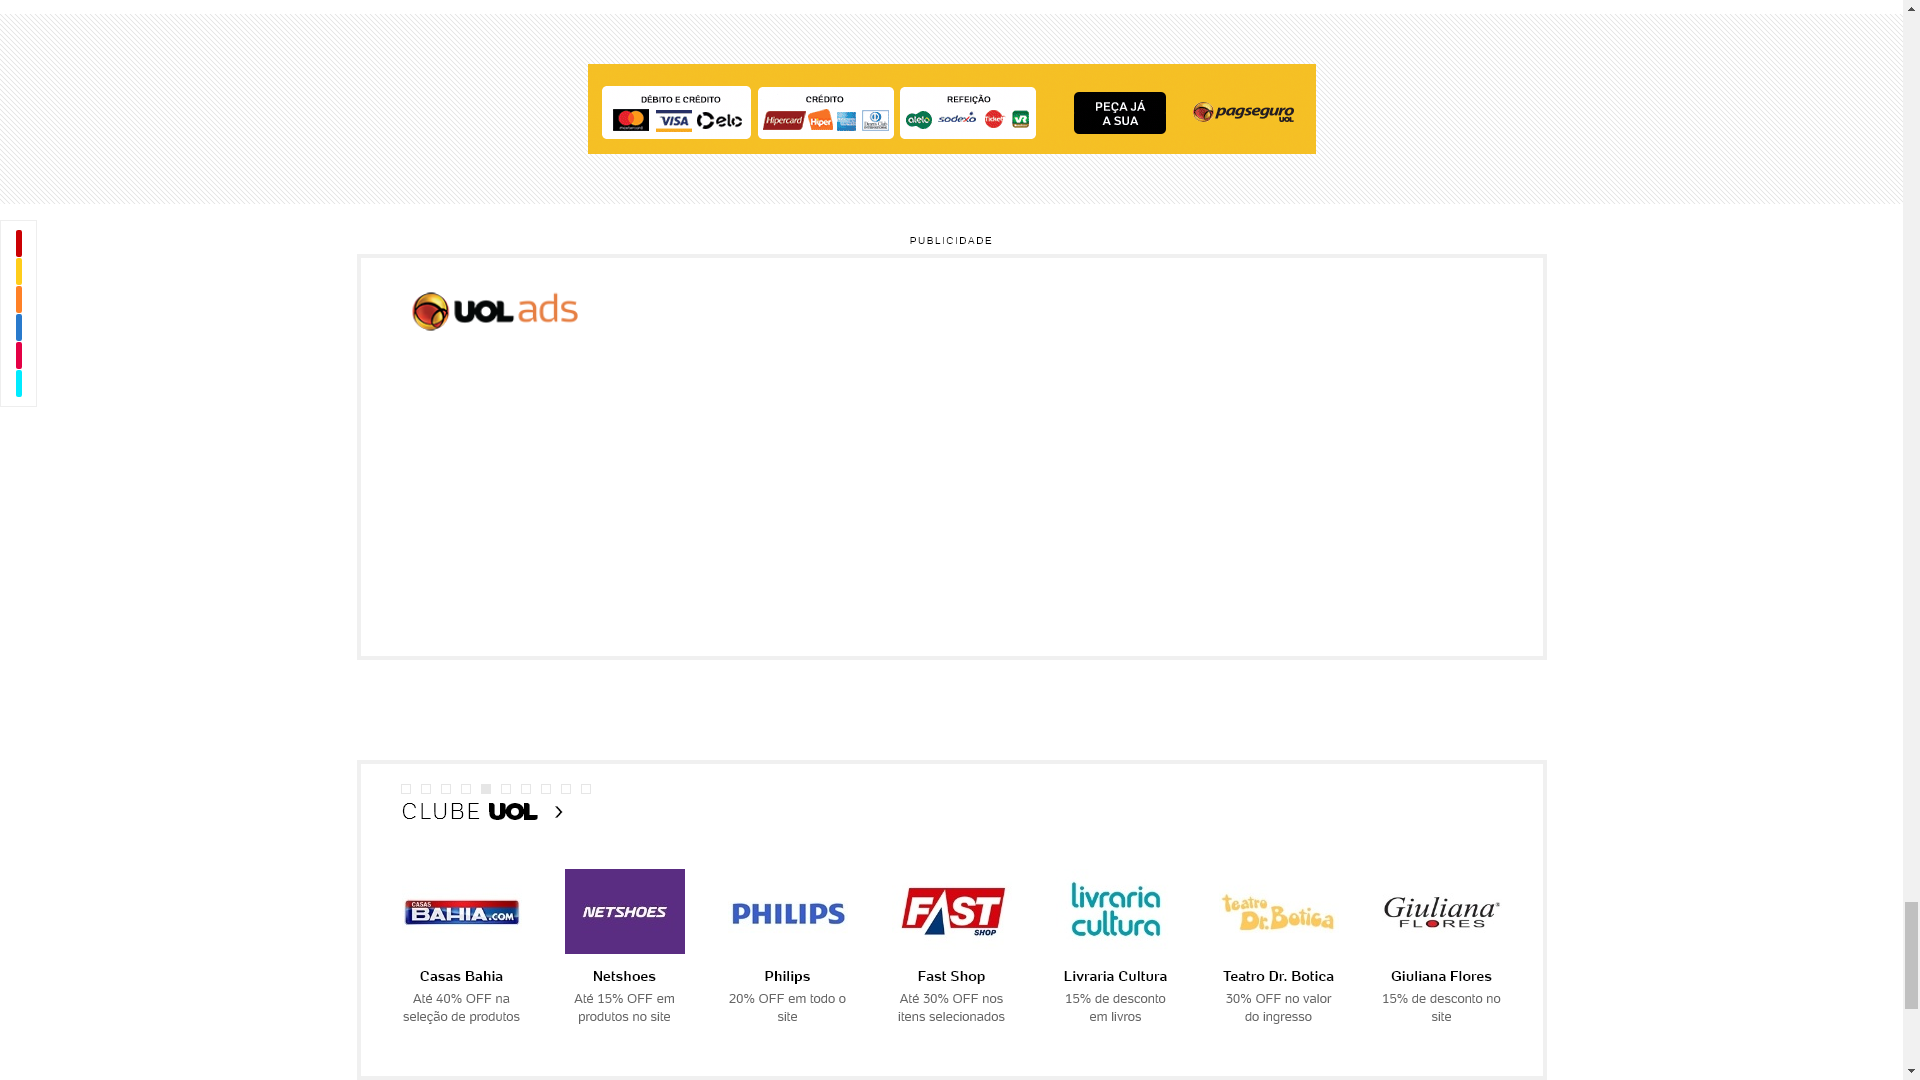 DÉBITO E CRÉDITO
mastercard
VISA
elo
CRÉDITO
Hipercard
Hiper
REFEIÇÃO
alelo
sodexo
ticket
VR
PEÇA JÁ
A SUA
pagseguro
UOL
PUBLICIDADE
UOL ads
CLUBE UOL
CASAS
BAHIA.COM
NETSHOES
PHILIPS
FAST
SHOP
livraria
cultura
teatro
Dr. Botica
Giuliana
FLORES
Casas Bahia
Até 40% OFF na
seleção de produtos
Netshoes
Até 15% OFF em
produtos no site
Philips
20% OFF em todo o
site
Fast Shop
Até 30% OFF nos
itens selecionados
Livraria Cultura
15% de desconto
em livros
Teatro Dr. Botica
30% OFF no valor
do ingresso
Giuliana Flores
15% de desconto no
site